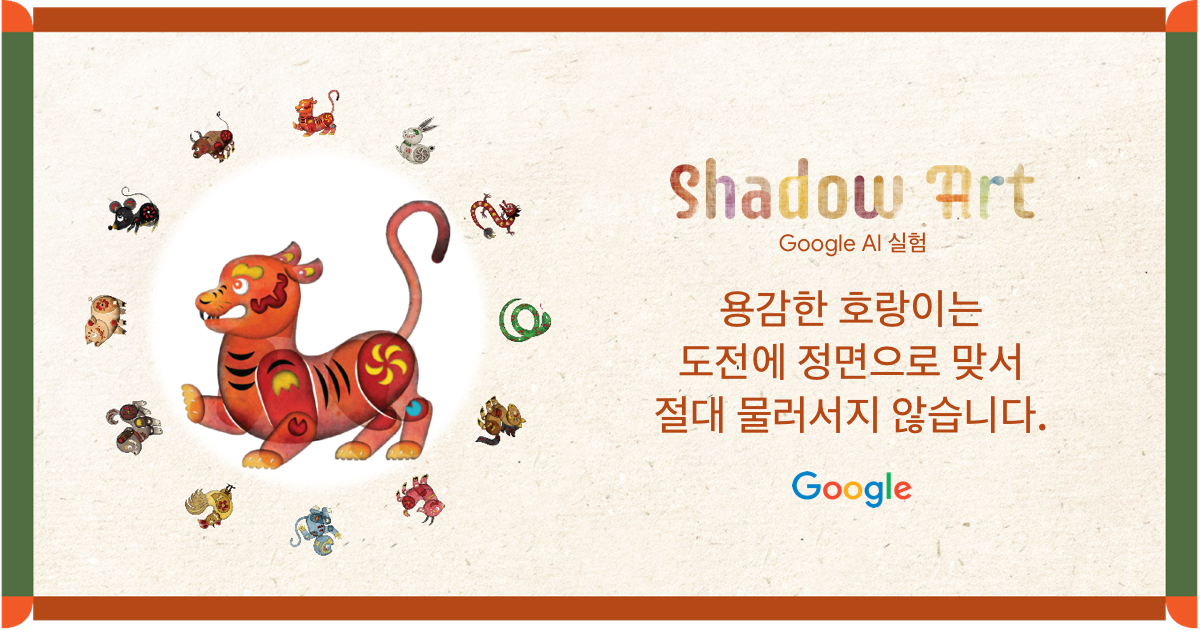 Shadow Art
Google AI 실험
용감한 호랑이는
도전에 정면으로 맞서
절대 물러서지 않습니다.
Google